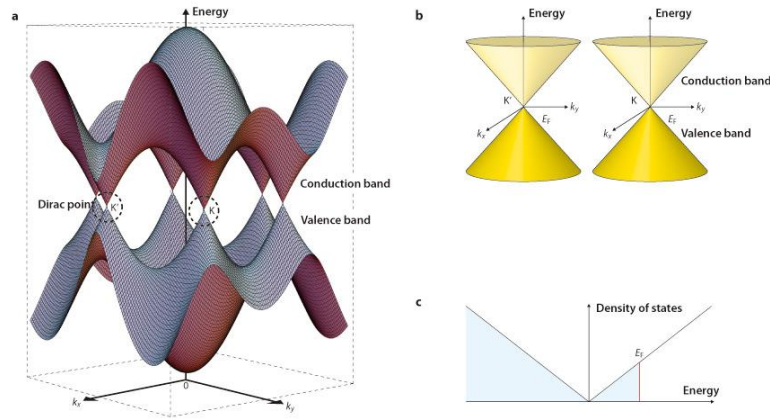 a
Energy
Dirac point
K′
K
Conduction band
Valence band
0
kx
ky
b
Energy
Energy
K′
K
ky
ky
kx
kx
EF
EF
Conduction band
Valence band
c
Density of states
EF
Energy